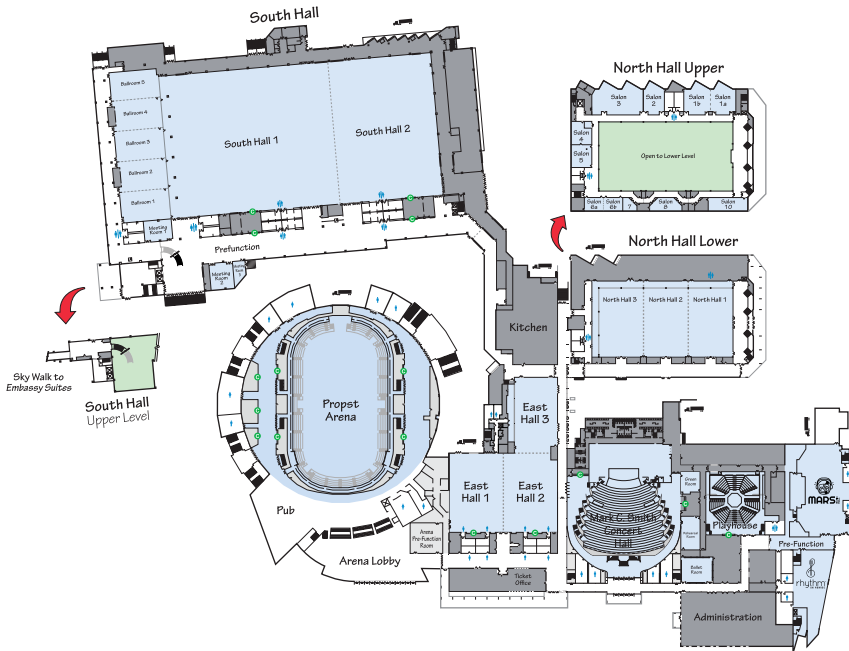 South Hall
Ballroom 5
Ballroom 4
Ballroom 3
Ballroom 2
Ballroom 1
South Hall 1
South Hall 2
Meeting
Room 1
Prefunction
Meeting
Room 2
North Hall Upper
Salon
3
Salon
2
Salon
1b
Salon
1a
Salon
4
Salon
5
Open to Lower Level
Salon
6a
Salon
6b
7
Salon
8
Salon
10
North Hall Lower
North Hall 3
North Hall 2
North Hall 1
Kitchen
Sky Walk to
Embassy Suites
South Hall
Upper Level
Propst
Arena
Pub
Arena Lobby
Arena
Pre-Function
Room
East
Hall 3
East
Hall 1
East
Hall 2
Ticket
Office
Mark C. Smith
Concert
Hall
Green
Room
Rehearsal
Room
Ballet
Room
Playhouse
MARS
Pre-Function
rhythm
Administration